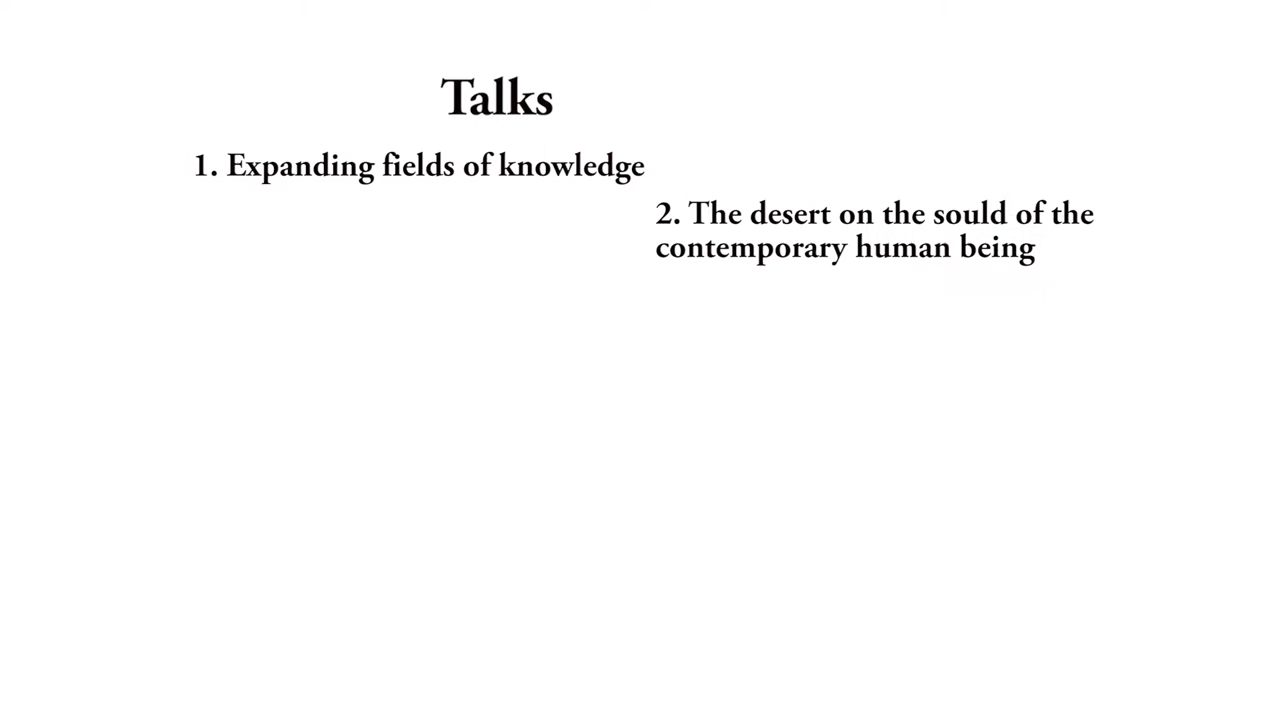 Talks
1. Expanding fields of knowledge
2. The desert on the sould of the
contemporary human being